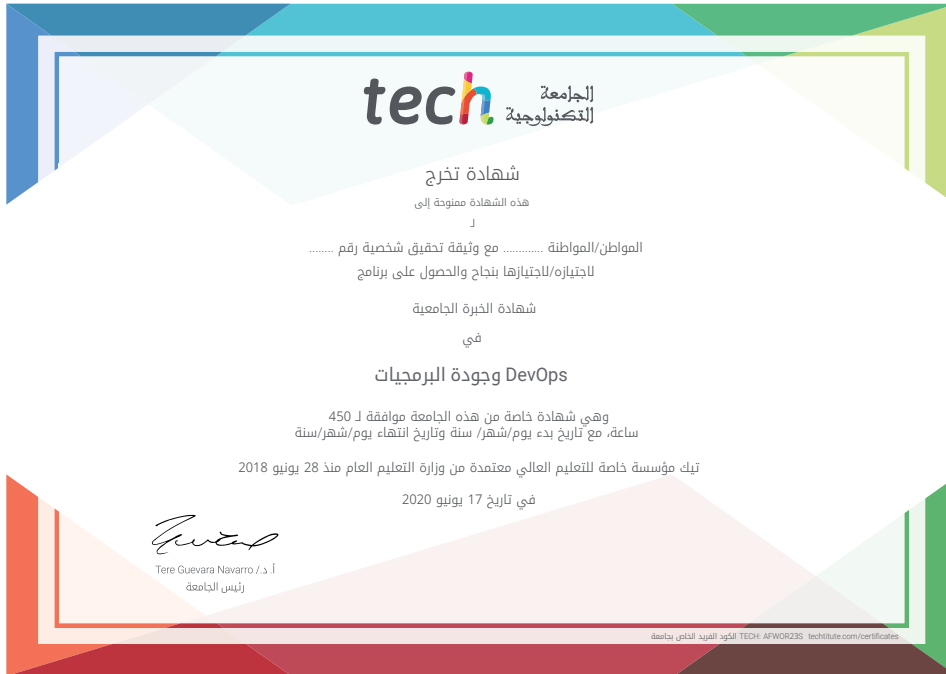 tech الجامعة
التكنولوجية
شهادة تخرج
هذه الشهادة ممنوحة إلى
لـ
المواطن/المواطنة ............ مع وثيقة تحقيق شخصية رقم ........
لاجتيازه/لاجتيازها بنجاح والحصول على برنامج
شهادة الخبرة الجامعية
في
DevOps وجودة البرمجيات
وهي شهادة خاصة من هذه الجامعة موافقة لـ 450
ساعة، مع تاريخ بدء يوم/شهر/ سنة وتاريخ انتهاء يوم/شهر/سنة
تيك مؤسسة خاصة للتعليم العالي معتمدة من وزارة التعليم العام منذ 28 يونيو 2018
في تاريخ 17 يونيو 2020
أ. د./ Tere Guevara Navarro
رئيس الجامعة
الكود الفريد الخاص بجامعة TECH: AFWOR23S techtitute.com/certificates